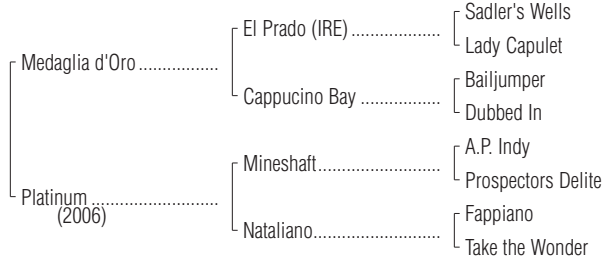 Sadler's Wells
El Prado (IRE) ...................
Lady Capulet
Medaglia d'Oro .................
Bailjumper
Cappucino Bay .................
Dubbed In
A.P. Indy
Mineshaft..........................
Prospectors Delite
Platinum ...........................
(2006)
Fappiano
Nataliano...........................
Take the Wonder